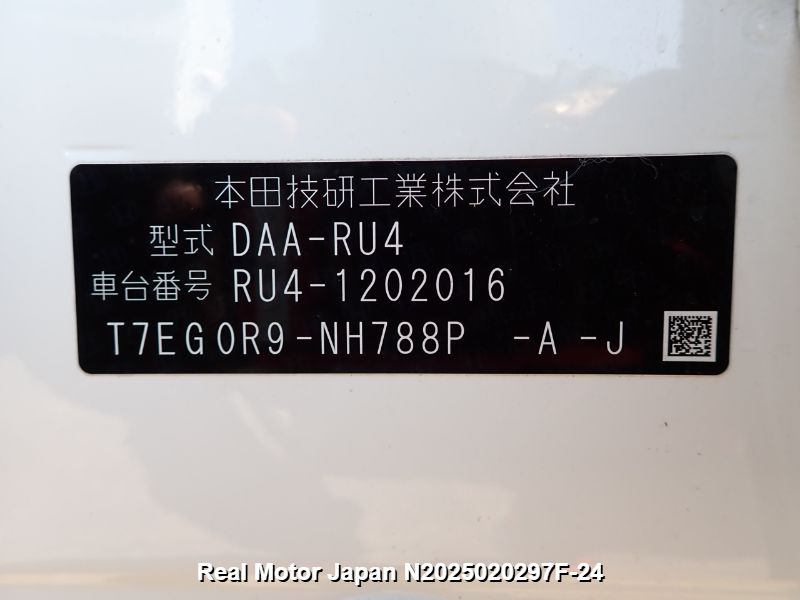 本田技研工業株式会社
型式 DAA-RU4
車台番号 RU4-1202016
T7EG0R9-NH788P -A -J
Real Motor Japan N2025020297F-24